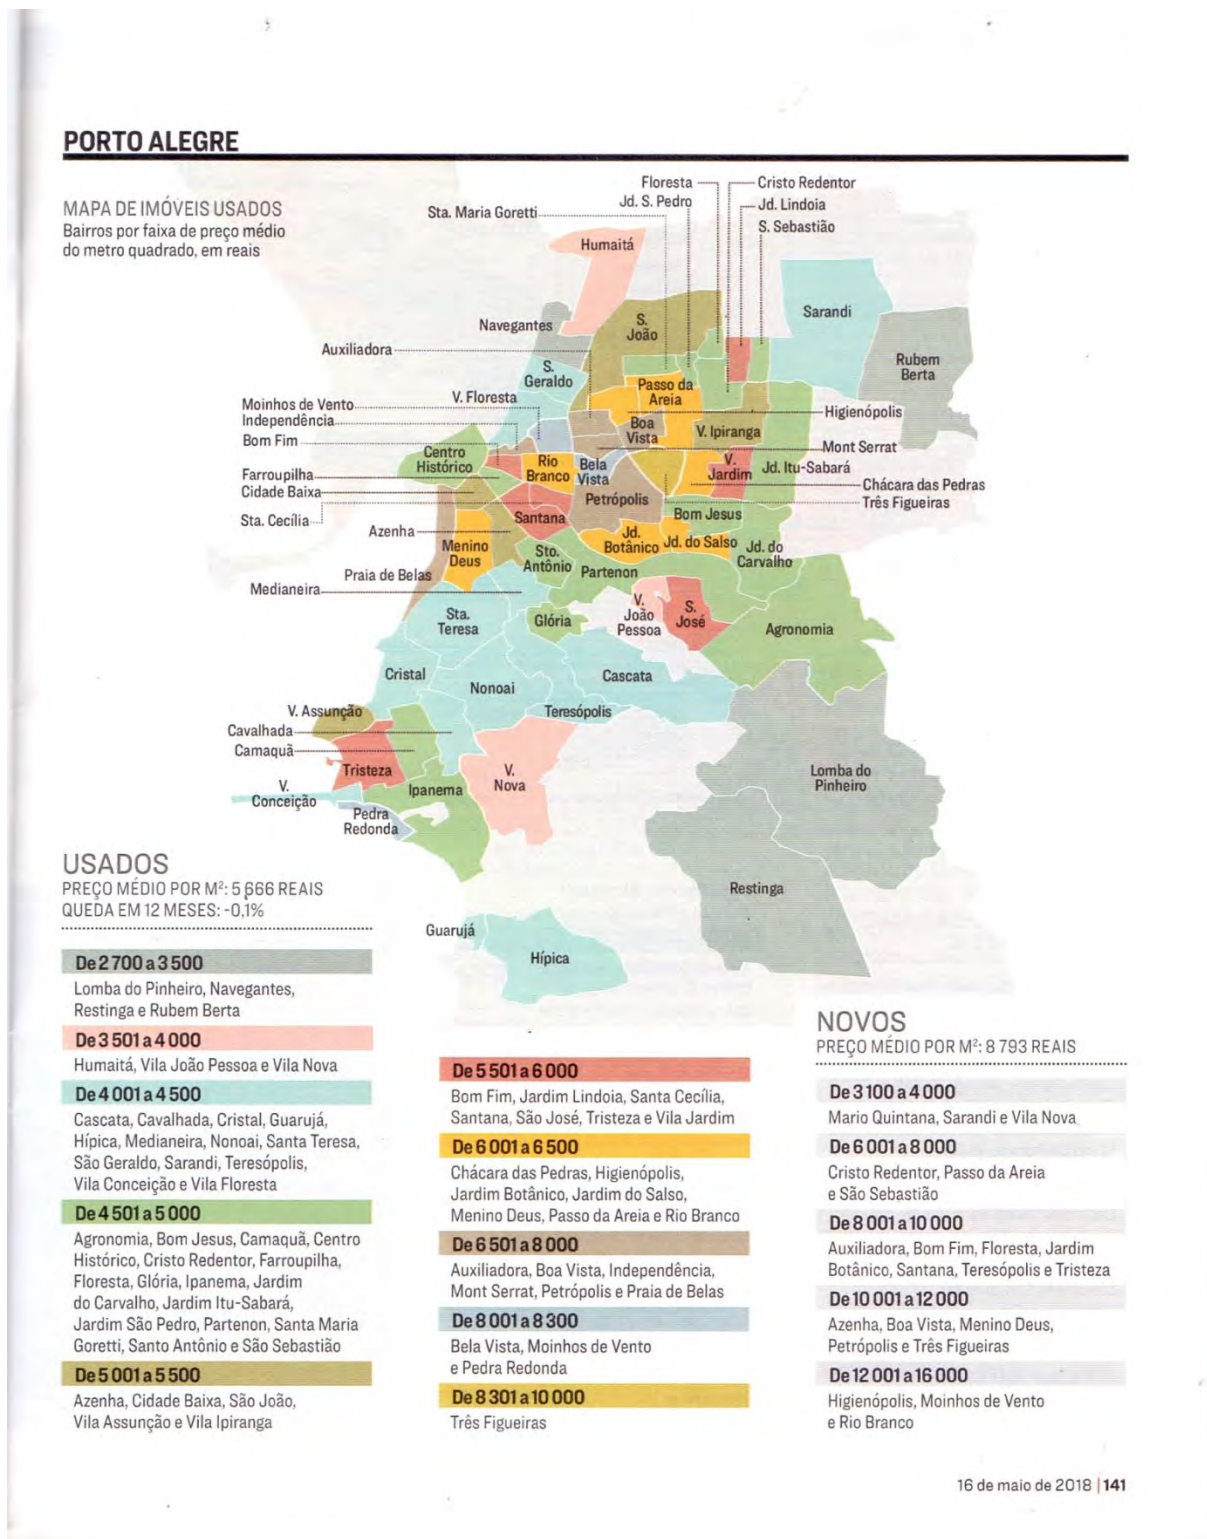 PORTO ALEGRE
MAPA DE IMÓVEIS USADOS
Bairros por faixa de preço médio
do metro quadrado, em reais
Floresta
Cristo Redentor
Jd. S. Pedro
Jd. Lindoia
Sta. Maria Goretti
S. Sebastião
Humaitá
Sarandi
Navegantes
S.
João
Auxiliadora
Rubem
Berta
S.
Geraldo
Passo da
Areia
V. Floresta
Moinhos de Vento
Higienópolis
Independência
Boa
Vista
V. Ipiranga
Bom Fim
Mont Serrat
Centro
Histórico
Rio
Branco
Bela
Vista
V.
Jardim
Jd. Itu-Sabará
Farroupilha
Chácara das Pedras
Cidade Baixa
Petrópolis
Três Figueiras
Sta. Cecília
Santana
Bom Jesus
Azenha
Jd.
Botânico
Jd. do Salso
Menino
Deus
Sto.
Antônio
Jd. do
Carvalho
Praia de Belas
Partenon
Medianeira
V.
João
Pessoa
S.
José
Sta.
Teresa
Glória
Agronomia
Cristal
Cascata
Nonoai
V. Assunção
Teresópolis
Cavalhada
Camaquã
Tristeza
V.
Nova
Lomba do
Pinheiro
V.
Conceição
Ipanema
Pedra
Redonda
Restinga
Guarujá
Hípica
USADOS
PREÇO MÉDIO POR M²: 5 666 REAIS
QUEDA EM 12 MESES: -0,1%
De 2 700 a 3 500
Lomba do Pinheiro, Navegantes,
Restinga e Rubem Berta
De 3 501 a 4 000
Humaitá, Vila João Pessoa e Vila Nova
De 4 001 a 4 500
Cascata, Cavalhada, Cristal, Guarujá,
Hípica, Medianeira, Nonoai, Santa Teresa,
São Geraldo, Sarandi, Teresópolis,
Vila Conceição e Vila Floresta
De 4 501 a 5 000
Agronomia, Bom Jesus, Camaquã, Centro
Histórico, Cristo Redentor, Farroupilha,
Floresta, Glória, Ipanema, Jardim
do Carvalho, Jardim Itu-Sabará,
Jardim São Pedro, Partenon, Santa Maria
Goretti, Santo Antônio e São Sebastião
De 5 001 a 5 500
Azenha, Cidade Baixa, São João,
Vila Assunção e Vila Ipiranga
De 5 501 a 6 000
Bom Fim, Jardim Lindoia, Santa Cecília,
Santana, São José, Tristeza e Vila Jardim
De 6 001 a 6 500
Chácara das Pedras, Higienópolis,
Jardim Botânico, Jardim do Salso,
Menino Deus, Passo da Areia e Rio Branco
De 6 501 a 8 000
Auxiliadora, Boa Vista, Independência,
Mont Serrat, Petrópolis e Praia de Belas
De 8 001 a 8 300
Bela Vista, Moinhos de Vento
e Pedra Redonda
De 8 301 a 10 000
Três Figueiras
NOVOS
PREÇO MÉDIO POR M²: 8 793 REAIS
De 3 100 a 4 000
Mario Quintana, Sarandi e Vila Nova
De 6 001 a 8 000
Cristo Redentor, Passo da Areia
e São Sebastião
De 8 001 a 10 000
Auxiliadora, Bom Fim, Floresta, Jardim
Botânico, Santana, Teresópolis e Tristeza
De 10 001 a 12 000
Azenha, Boa Vista, Menino Deus,
Petrópolis e Três Figueiras
De 12 001 a 16 000
Higienópolis, Moinhos de Vento
e Rio Branco
16 de maio de 2018 | 141